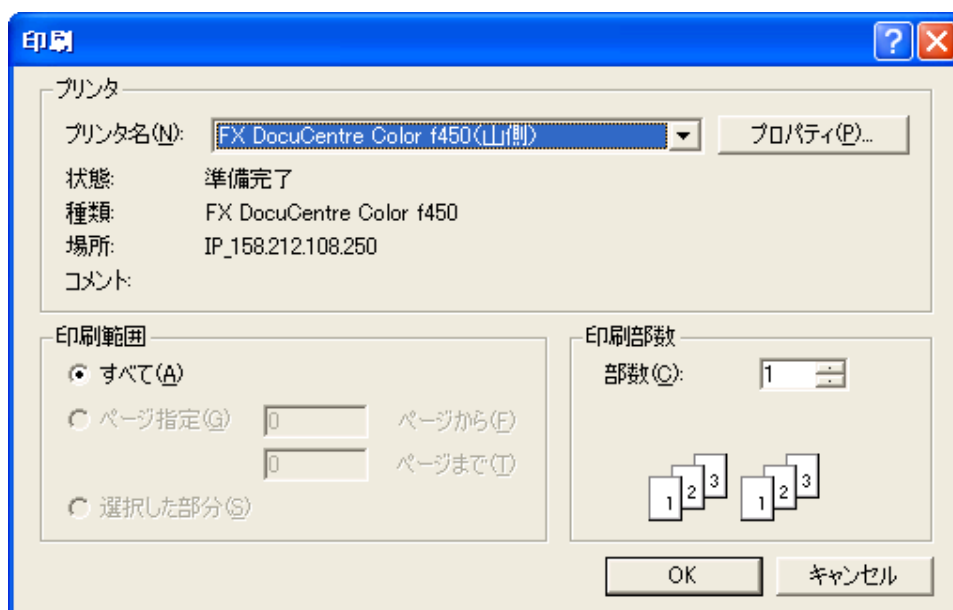 印刷
プリンタ
プリンタ名(N): FX DocuCentre Color f450(山側) プロパティ(P)...
状態: 準備完了
種類: FX DocuCentre Color f450
場所: IP_158.212.108.250
コメント:
印刷範囲
すべて(A)
ページ指定(G) 0 ページから(F)
0 ページまで(T)
選択した部分(S)
印刷部数
部数(C): 1
1 2 3 1 2 3
OK キャンセル